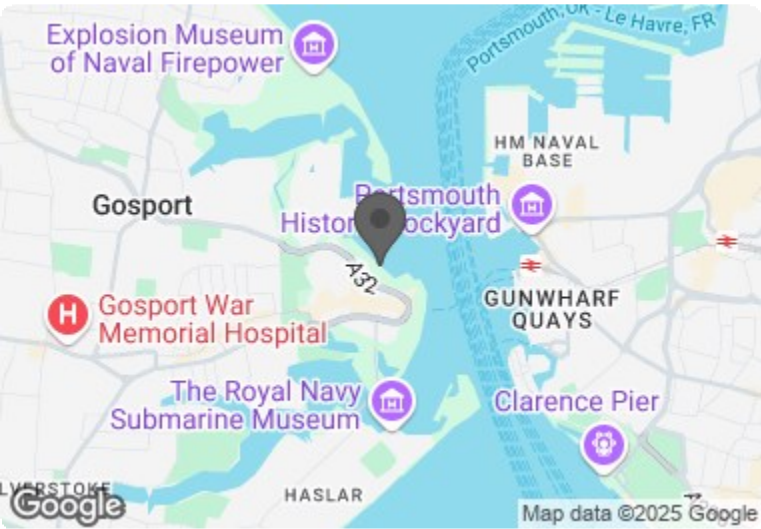 Explosion Museum
of Naval Firepower
Portsmouth, UK - Le Havre, FR
HM NAVAL
BASE
Gosport
Portsmouth
Historic Dockyard
A32
H
Gosport War
Memorial Hospital
GUNWHARF
QUAYS
The Royal Navy
Submarine Museum
Clarence Pier
LVERSTOKE
HASLAR
Google
Map data ©2025 Google